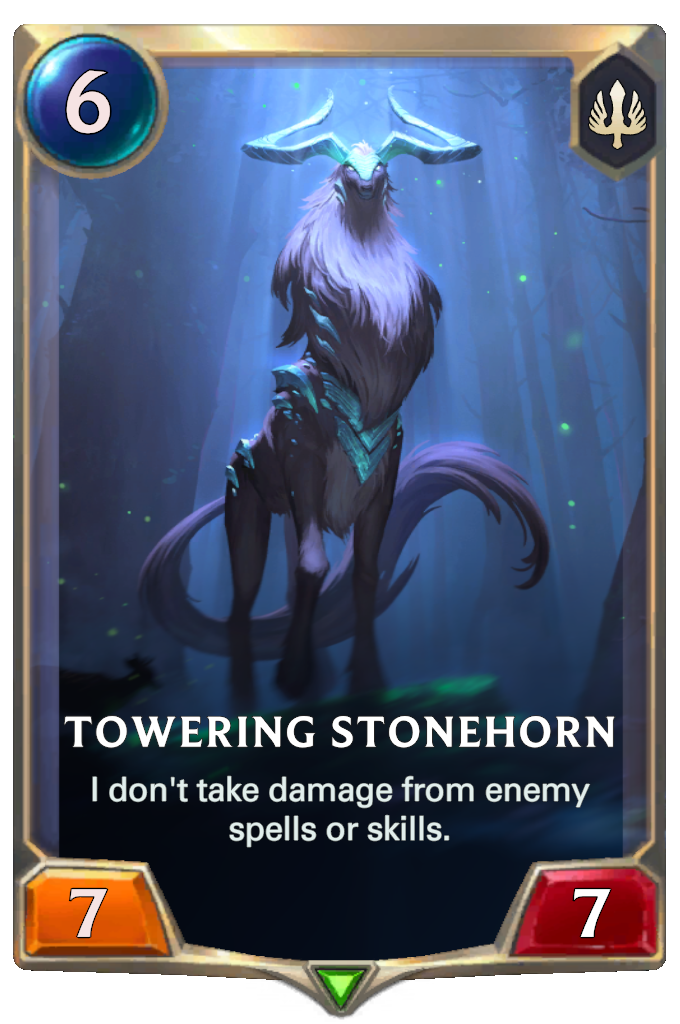 6
TOWERING STONEHORN
I don't take damage from enemy
spells or skills.
7 7